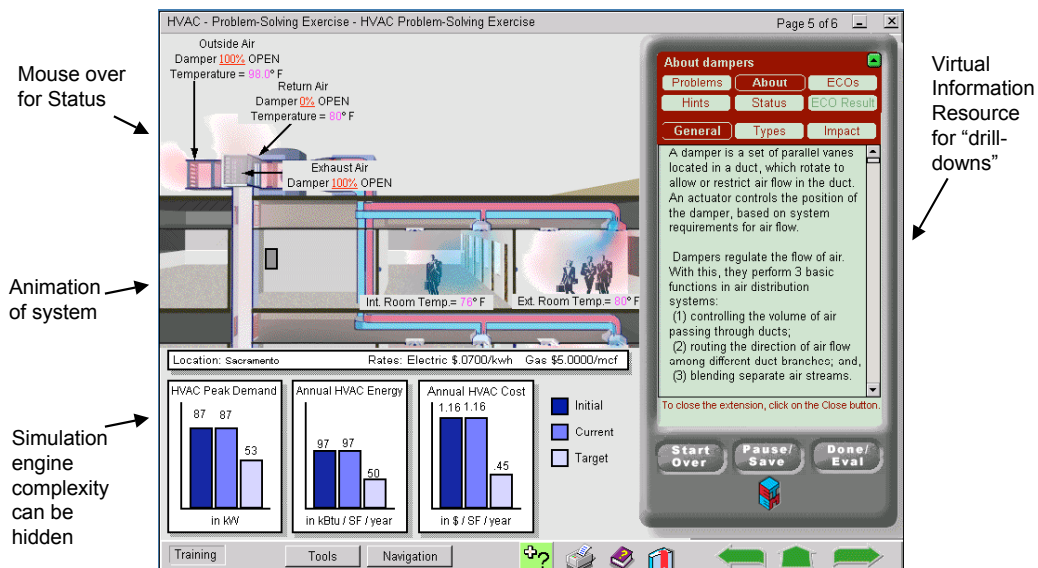 HVAC - Problem-Solving Exercise - HVAC Problem-Solving Exercise
Page 5 of 6
Mouse over
for Status
Outside Air
Damper 100% OPEN
Temperature = 98.0° F
Return Air
Damper 0% OPEN
Temperature = 80° F
Exhaust Air
Damper 100% OPEN
Animation
of system
Int. Room Temp.= 76° F
Ext. Room Temp.= 80° F
Location: Sacramento
Rates: Electric $.0700/kwh
Gas $5.0000/mcf
Simulation
engine
complexity
can be
hidden
HVAC Peak Demand
87
87
53
in kW
Annual HVAC Energy
97
97
50
in kBtu / SF / year
Annual HVAC Cost
1.16
1.16
.45
in $ / SF / year
Initial
Current
Target
About dampers
Problems
About
ECOs
Hints
Status
ECO Result
General
Types
Impact
A damper is a set of parallel vanes
located in a duct, which rotate to
allow or restrict air flow in the duct.
An actuator controls the position of
the damper, based on system
requirements for air flow.
Dampers regulate the flow of air.
With this, they perform 3 basic
functions in air distribution
systems:
(1) controlling the volume of air
passing through ducts;
(2) routing the direction of air flow
among different duct branches; and,
(3) blending separate air streams.
To close the extension, click on the Close button.
Start
Over
Pause/
Save
Done/
Eval
Virtual
Information
Resource
for “drill-
downs”
Training
Tools
Navigation